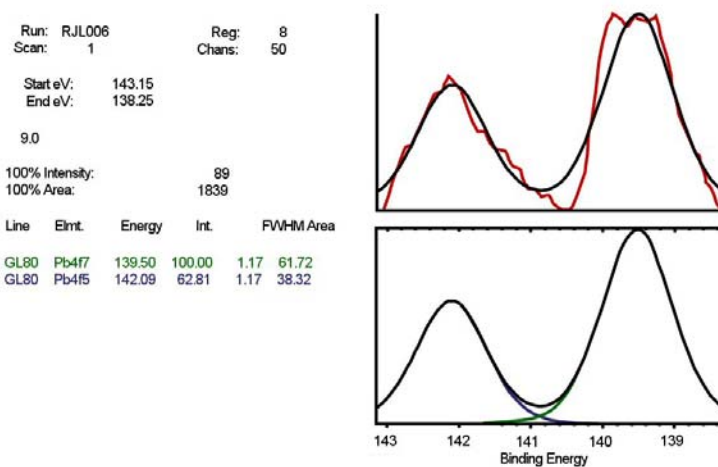 Run: RJL006 Reg: 8
Scan: 1 Chans: 50
Start eV: 143.15
End eV: 138.25
9.0
100% Intensity: 89
100% Area: 1839
Line Elmt. Energy Int. FWHM Area
GL80 Pb4f7 139.50 100.00 1.17 61.72
GL80 Pb4f5 142.09 62.81 1.17 38.32
143 142 141 140 139
Binding Energy